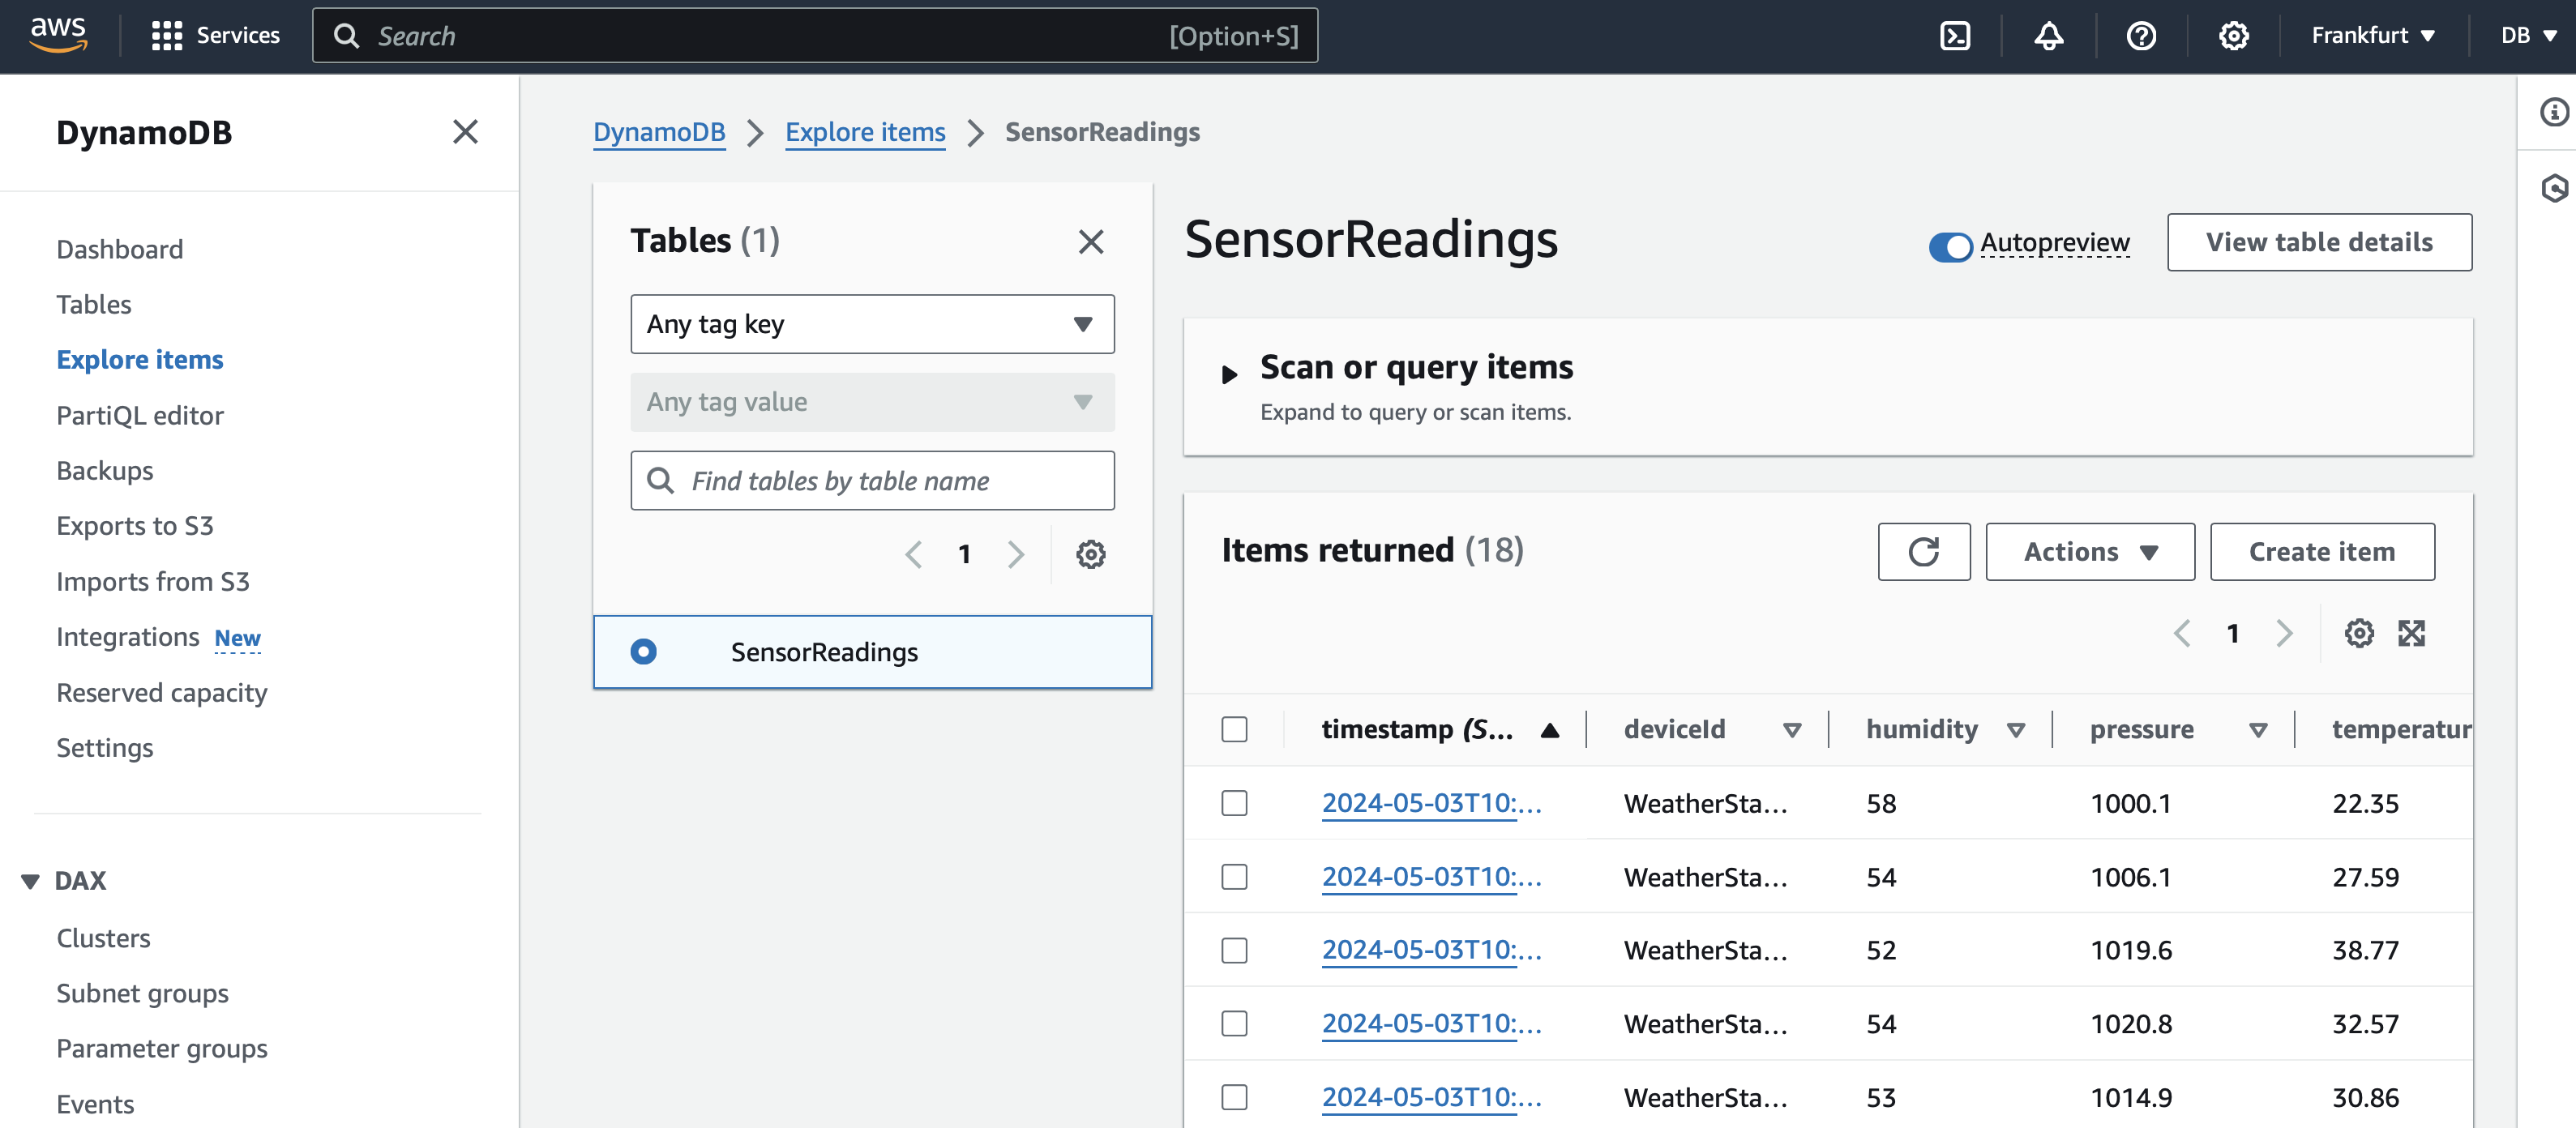 aws
Services
Search
[Option+S]
Frankfurt
DB
DynamoDB
Dashboard
Tables
Explore items
PartiQL editor
Backups
Exports to S3
Imports from S3
Integrations New
Reserved capacity
Settings
DAX
Clusters
Subnet groups
Parameter groups
Events
DynamoDB
Explore items
SensorReadings
Tables (1)
Any tag key
Any tag value
Find tables by table name
1
SensorReadings
SensorReadings
Autopreview
View table details
Scan or query items
Expand to query or scan items.
Items returned (18)
Actions
Create item
1
timestamp (S... deviceId humidity pressure temperatur
2024-05-03T10:... WeatherSta... 58 1000.1 22.35
2024-05-03T10:... WeatherSta... 54 1006.1 27.59
2024-05-03T10:... WeatherSta... 52 1019.6 38.77
2024-05-03T10:... WeatherSta... 54 1020.8 32.57
2024-05-03T10:... WeatherSta... 53 1014.9 30.86